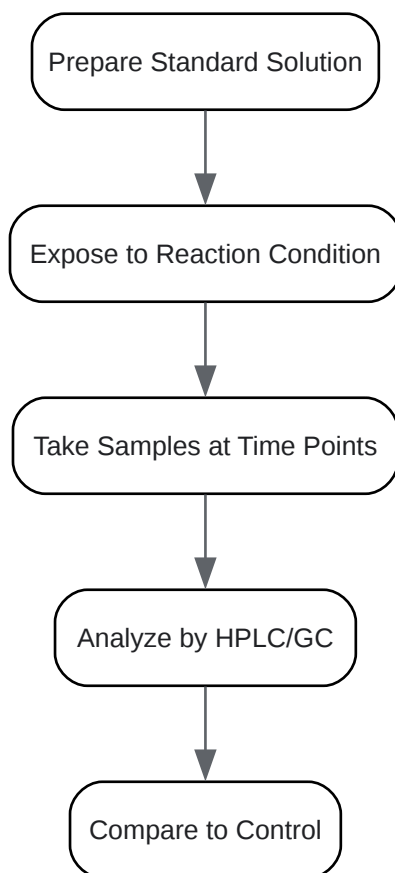 Prepare Standard Solution
Expose to Reaction Condition
Take Samples at Time Points
Analyze by HPLC/GC
Compare to Control